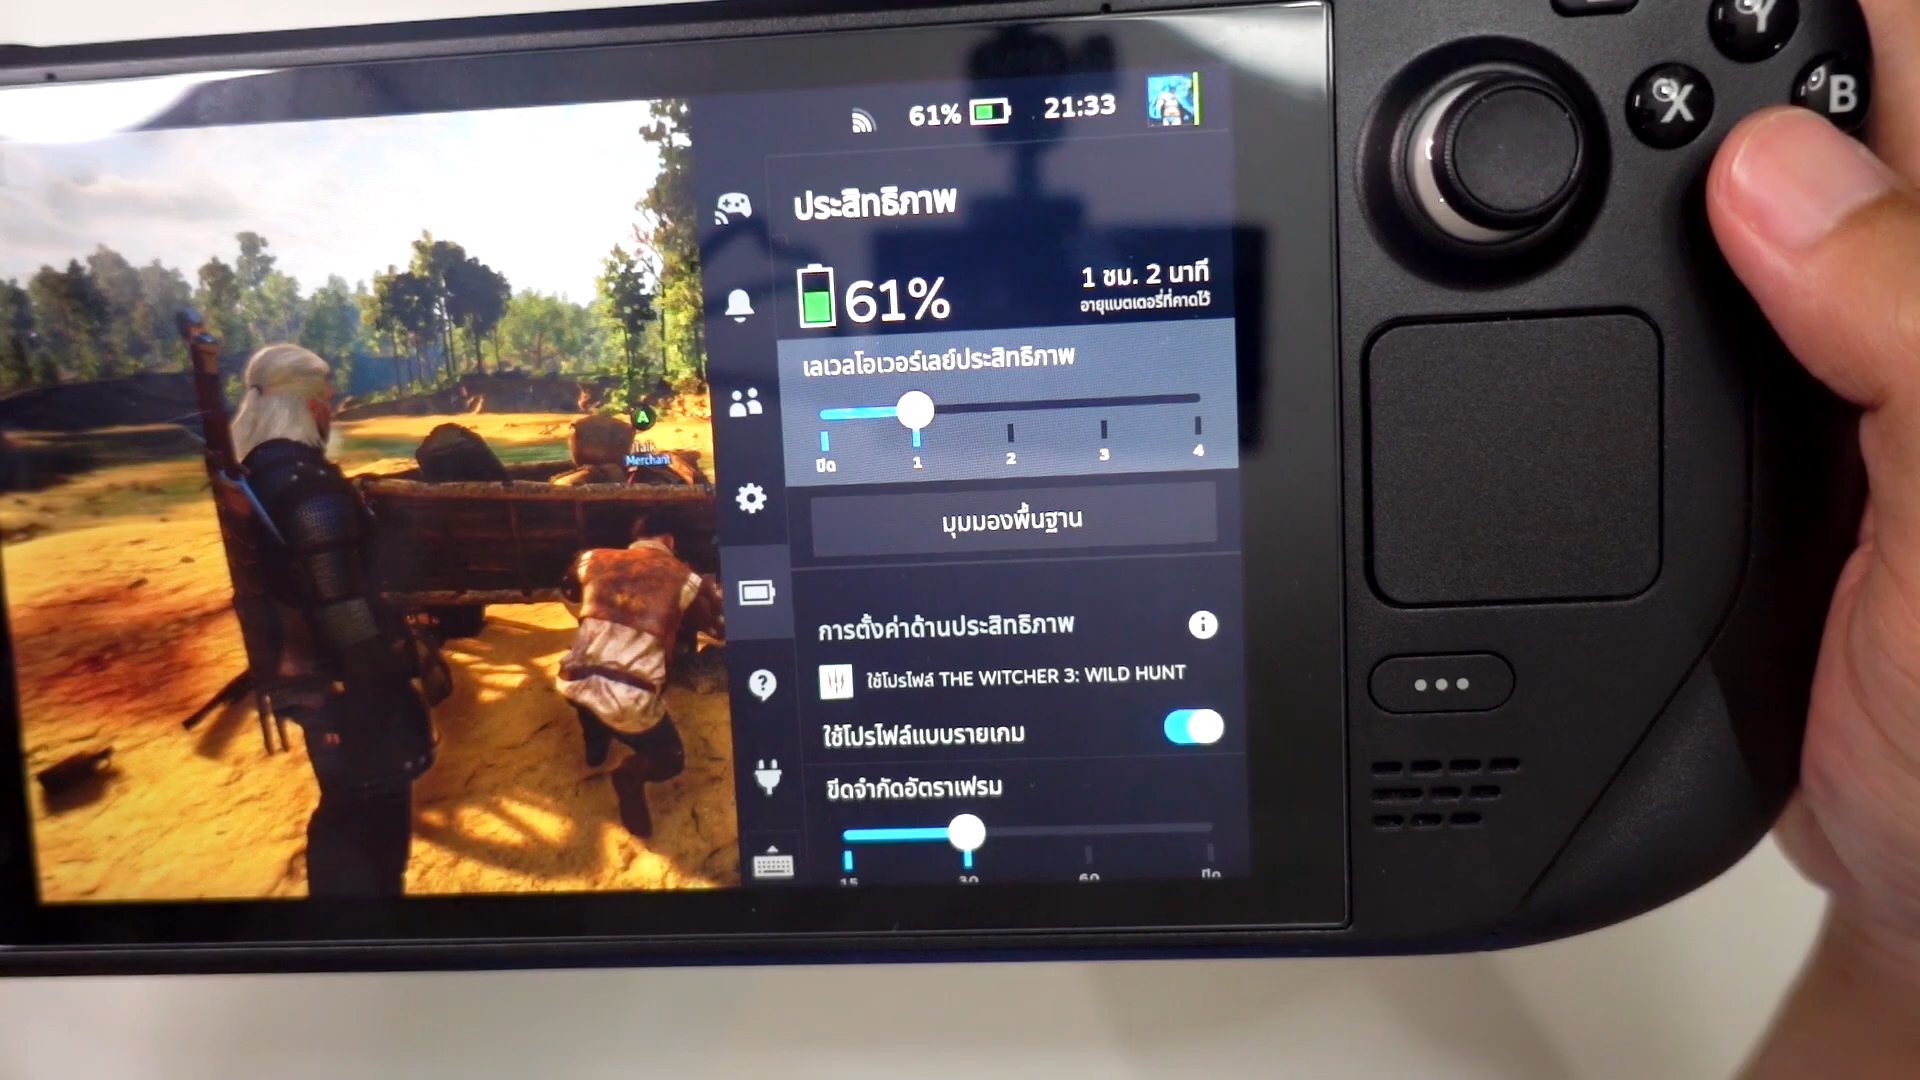 61% 21:33
Y
X
B
ประสิทธิภาพ
61%
1 ชม. 2 นาที
อายุแบตเตอรี่ที่คาดไว้
เลเวลโอเวอร์เลย์ประสิทธิภาพ
ปิด 1 2 3 4
A
Talk
Merchant
มุมมองพื้นฐาน
การตั้งค่าด้านประสิทธิภาพ
ใช้โปรไฟล์ THE WITCHER 3: WILD HUNT
ใช้โปรไฟล์แบบรายเกม
ขีดจำกัดอัตราเฟรม
15 30 60 ปิด